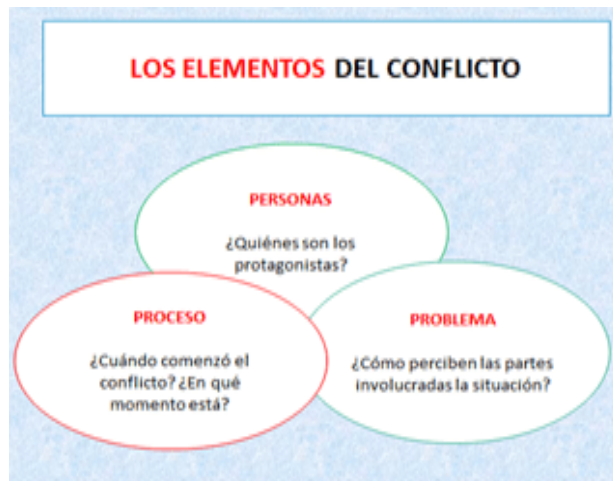 LOS ELEMENTOS DEL CONFLICTO
PERSONAS
¿Quiénes son los
protagonistas?
PROCESO
¿Cuándo comenzó el
conflicto? ¿En qué
momento está?
PROBLEMA
¿Cómo perciben las partes
involucradas la situación?